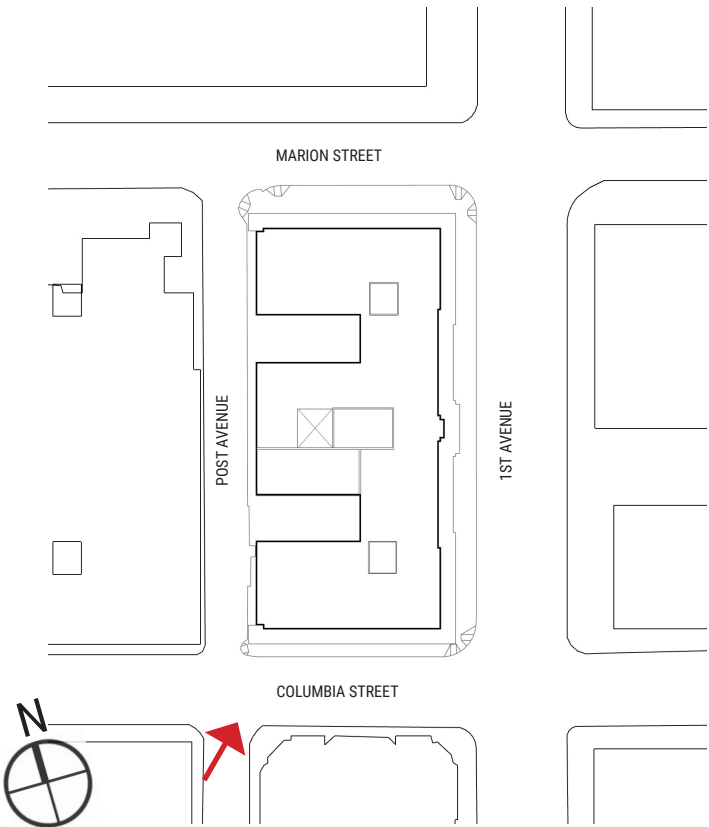 MARION STREET
POST AVENUE
1ST AVENUE
COLUMBIA STREET
N